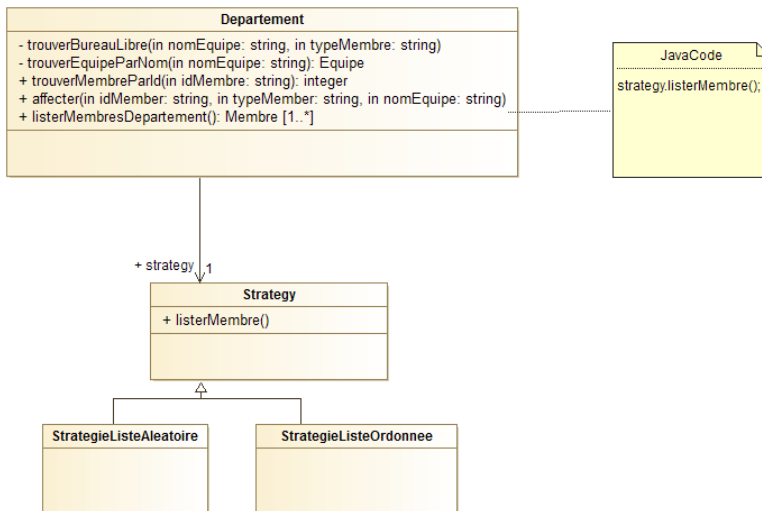 Departement
- trouverBureauLibre(in nomEquipe: string, in typeMembre: string)
- trouverEquipeParNom(in nomEquipe: string): Equipe
+ trouverMembreParId(in idMembre: string): integer
+ affecter(in idMember: string, in typeMember: string, in nomEquipe: string)
+ listerMembresDepartement(): Membre [1..*]
JavaCode
strategy.listerMembre();
+ strategy
1
Strategy
+ listerMembre()
StrategieListeAleatoire
StrategieListeOrdonnee